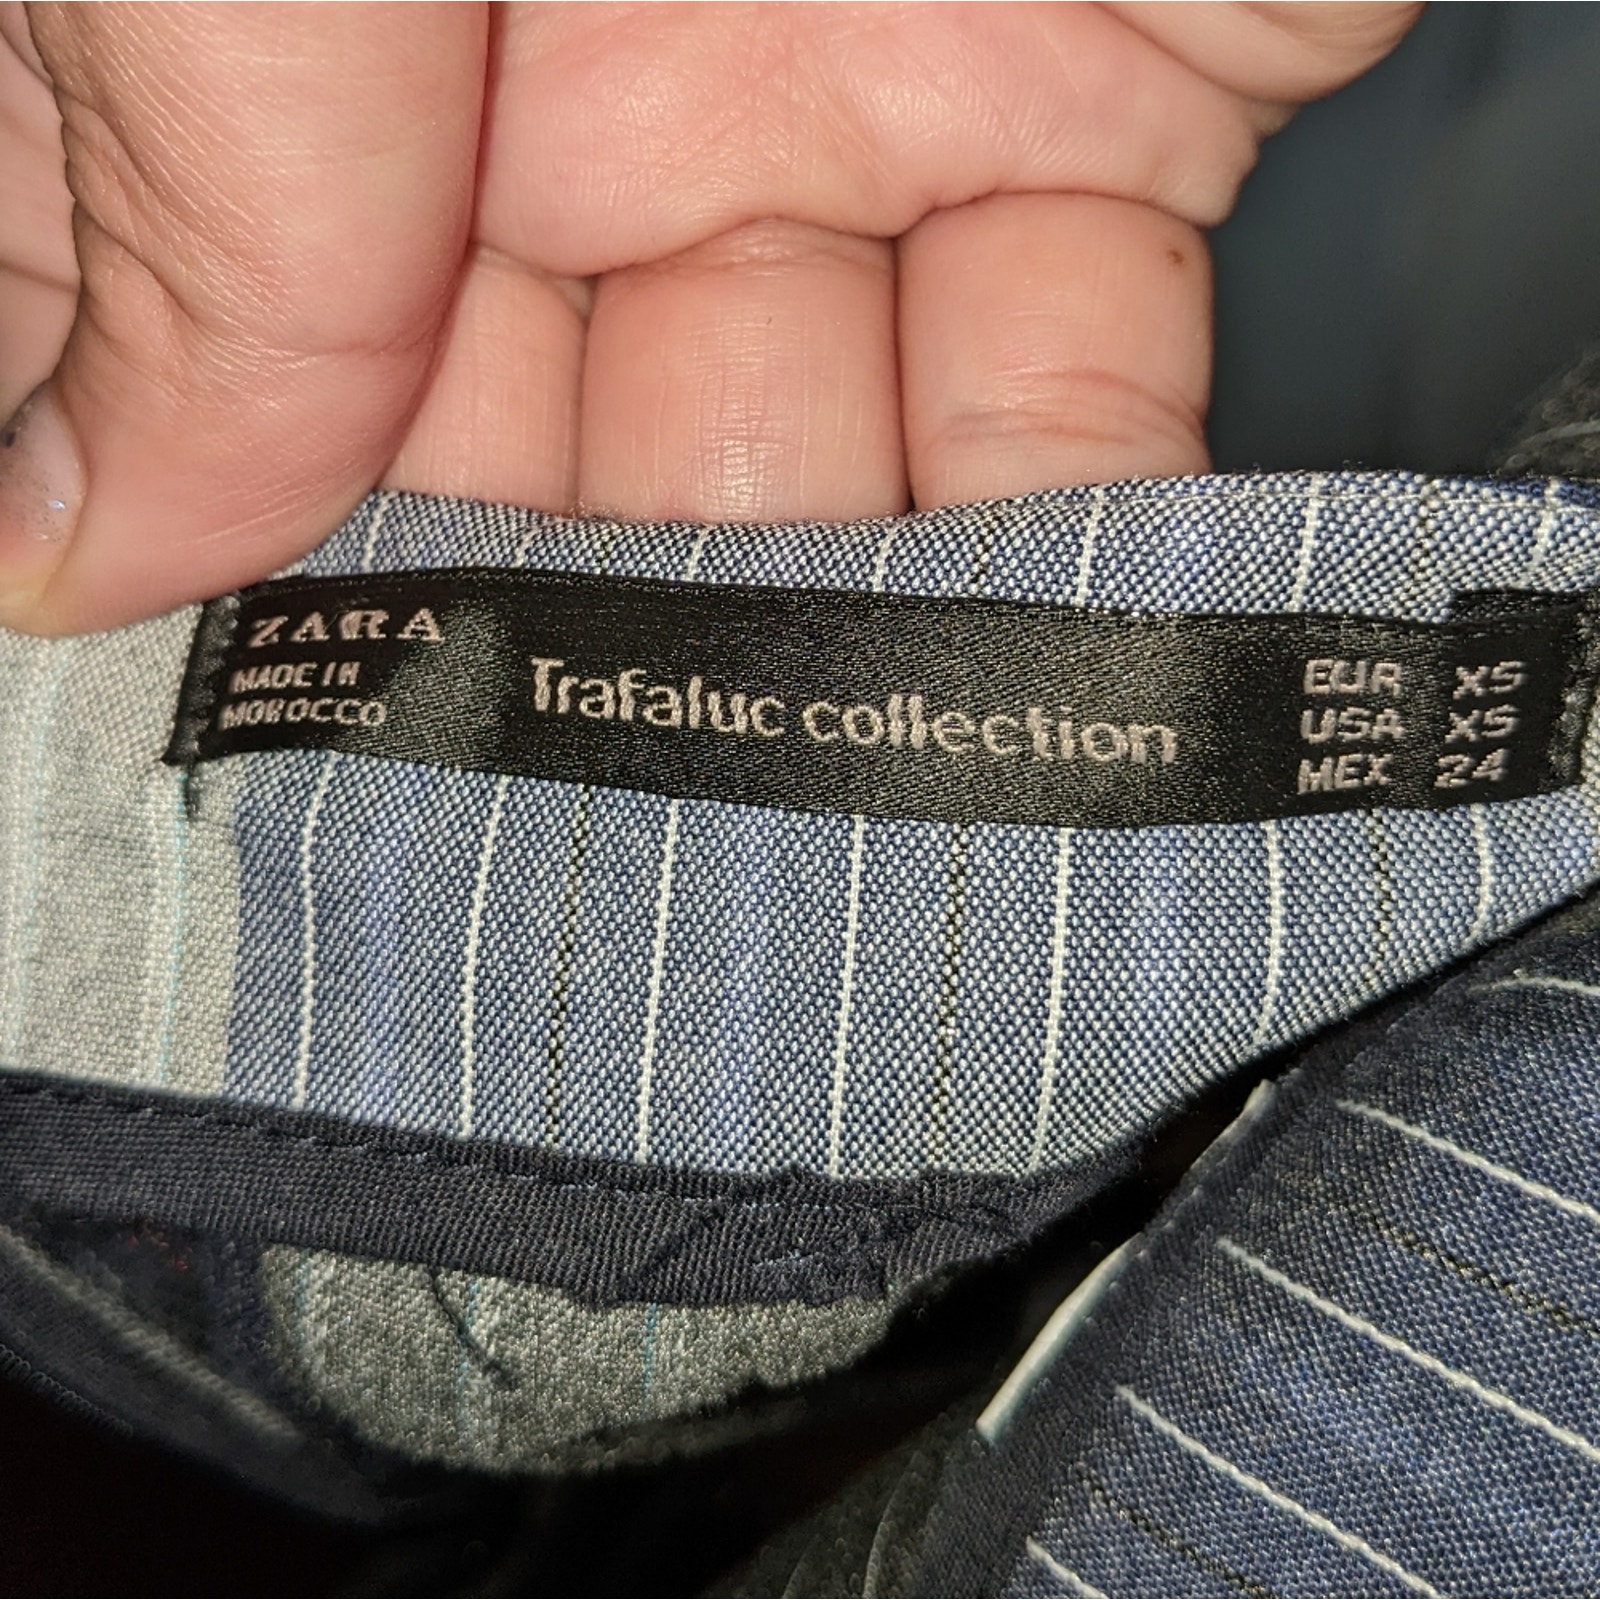 ZARA
MADE IN
MOROCCO
Trafaluc collection
EUR XS
USA XS
MEX 24